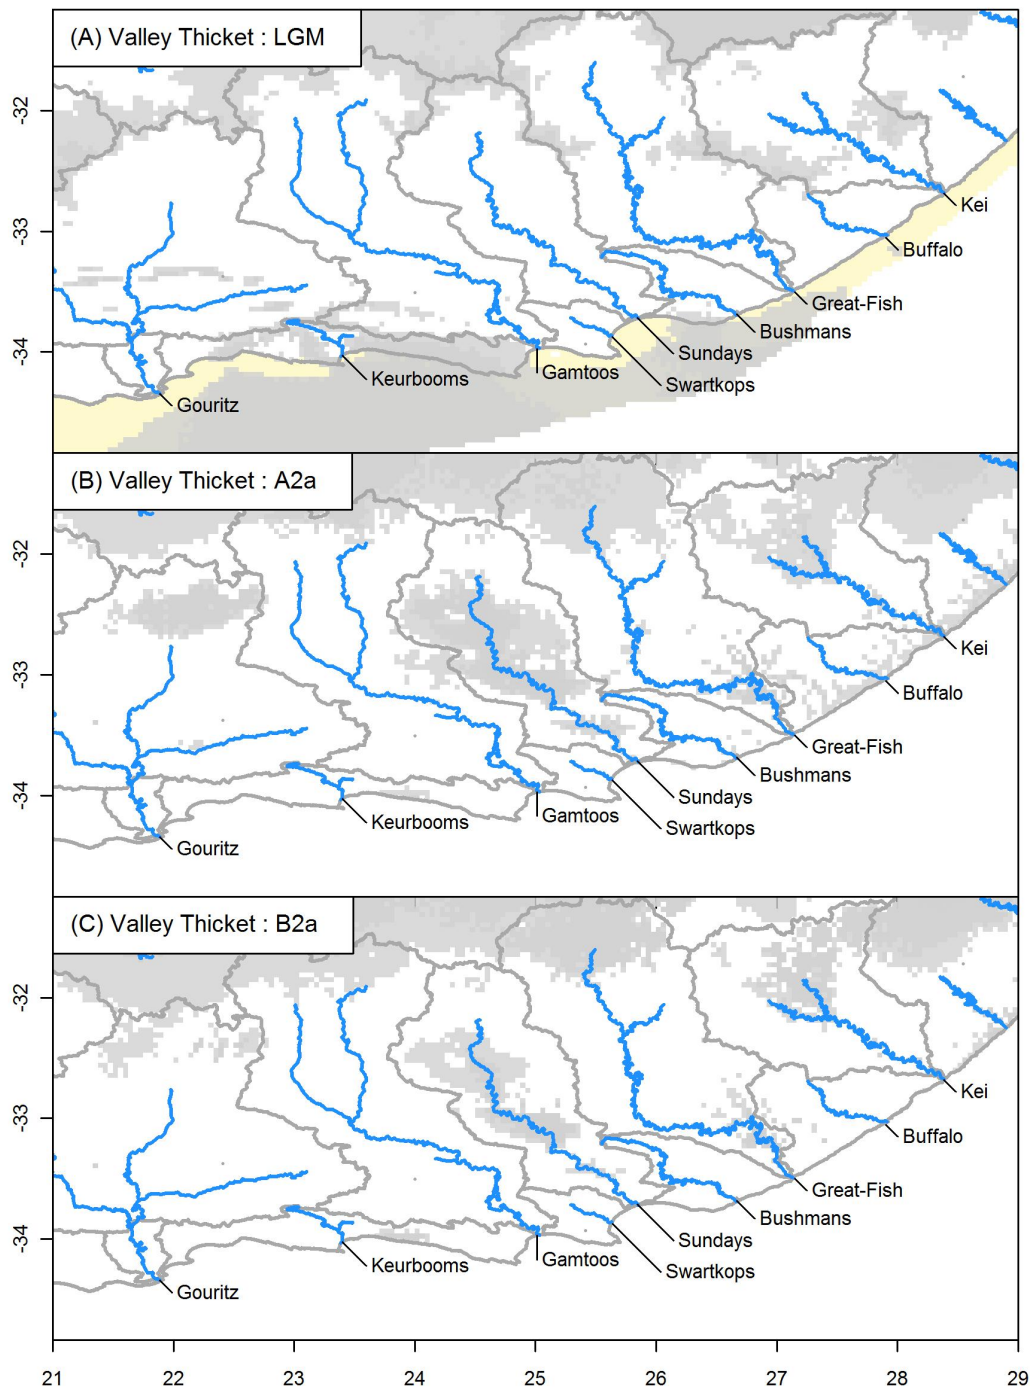 (A) Valley Thicket : LGM
-32
-33
-34
Kei
Buffalo
Great-Fish
Bushmans
Sundays
Swartkops
Gamtoos
Keurbooms
Gouritz
(B) Valley Thicket : A2a
-32
-33
-34
Kei
Buffalo
Great-Fish
Bushmans
Sundays
Swartkops
Gamtoos
Keurbooms
Gouritz
(C) Valley Thicket : B2a
-32
-33
-34
Kei
Buffalo
Great-Fish
Bushmans
Sundays
Swartkops
Gamtoos
Keurbooms
Gouritz
21 22 23 24 25 26 27 28 29